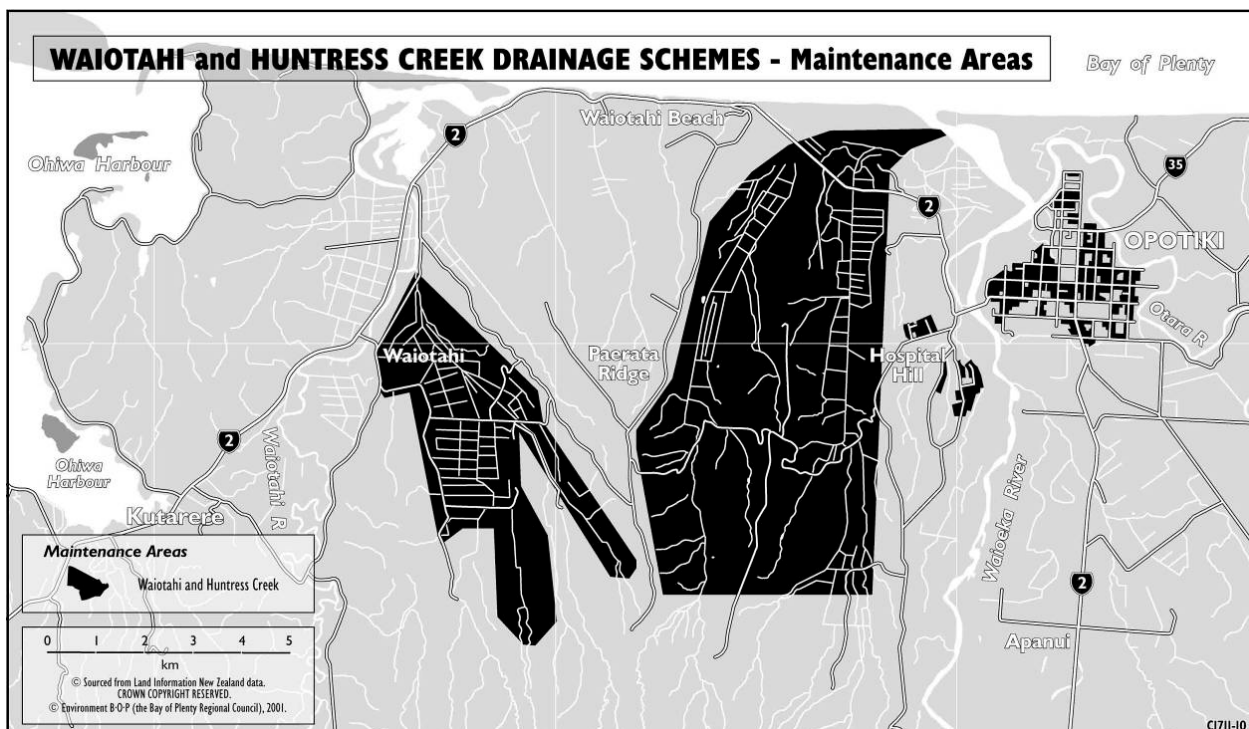 WAIOTAHI and HUNTRESS CREEK DRAINAGE SCHEMES - Maintenance Areas
Bay of Plenty
Waiotahi Beach
2
Ohiwa Harbour
35
2
OPOTIKI
Otara R
Waiotahi
Paerata
Ridge
Hospital
Hill
2
Waiotahi R
Ohiwa
Harbour
Kutarere
Waioeka River
2
Apanui
Maintenance Areas
Waiotahi and Huntress Creek
0 1 2 3 4 5
km
© Sourced from Land Information New Zealand data.
CROWN COPYRIGHT RESERVED.
© Environment B·O·P (the Bay of Plenty Regional Council), 2001.
C1711-10